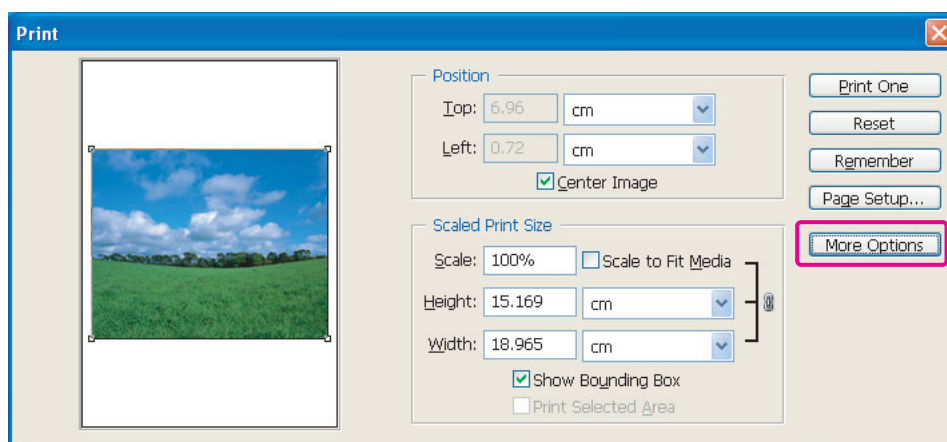 Print
Position
Top: 6.96 cm
Left: 0.72 cm
Center Image
Scaled Print Size
Scale: 100% Scale to Fit Media
Height: 15.169 cm
Width: 18.965 cm
Show Bounding Box
Print Selected Area
Print One
Reset
Remember
Page Setup...
More Options